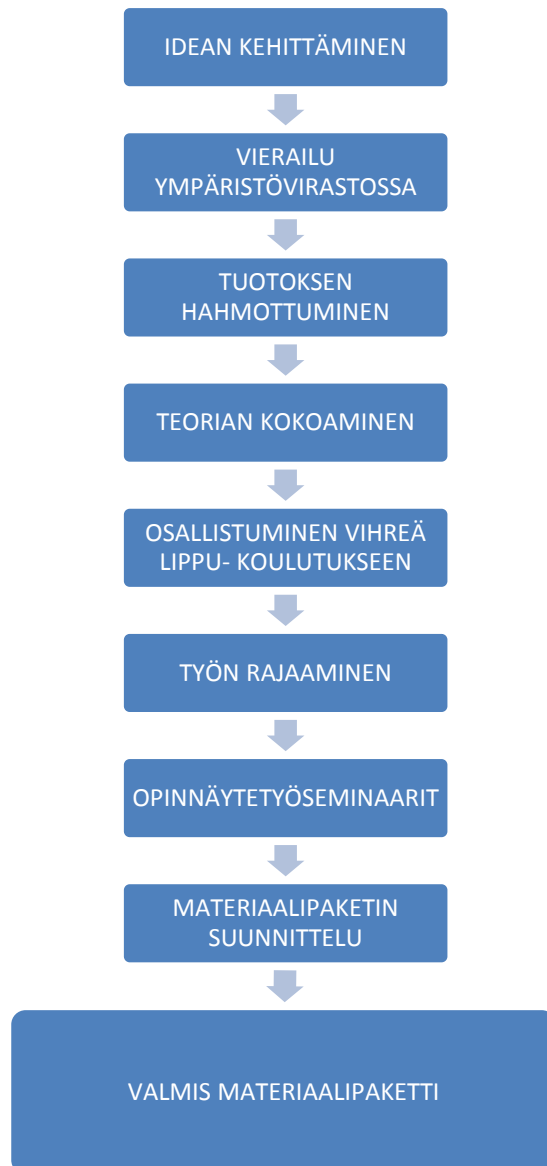 IDEAN KEHITTÄMINEN
VIERAILU
YMPÄRISTÖVIRASTOSSA
TUOTOKSEN
HAHMOTTUMINEN
TEORIAN KOKOAMINEN
OSALLISTUMINEN VIHREÄ
LIPPU- KOULUTUKSEEN
TYÖN RAJAAMINEN
OPINNÄYTETYÖSEMINAARIT
MATERIAALIPAKETIN
SUUNNITTELU
VALMIS MATERIAALIPAKETTI